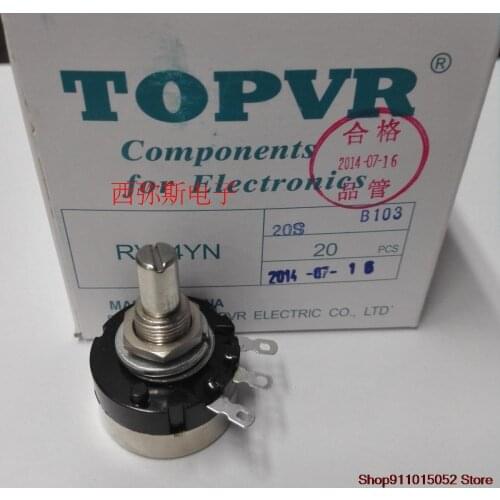 TOPVR®
Components
for Electronics
合格
2014-07-16
品管
西弥斯电子
20S B103
20 PCS
2014 -07- 16
ELECTRIC CO., LTD
Shop911015052 Store